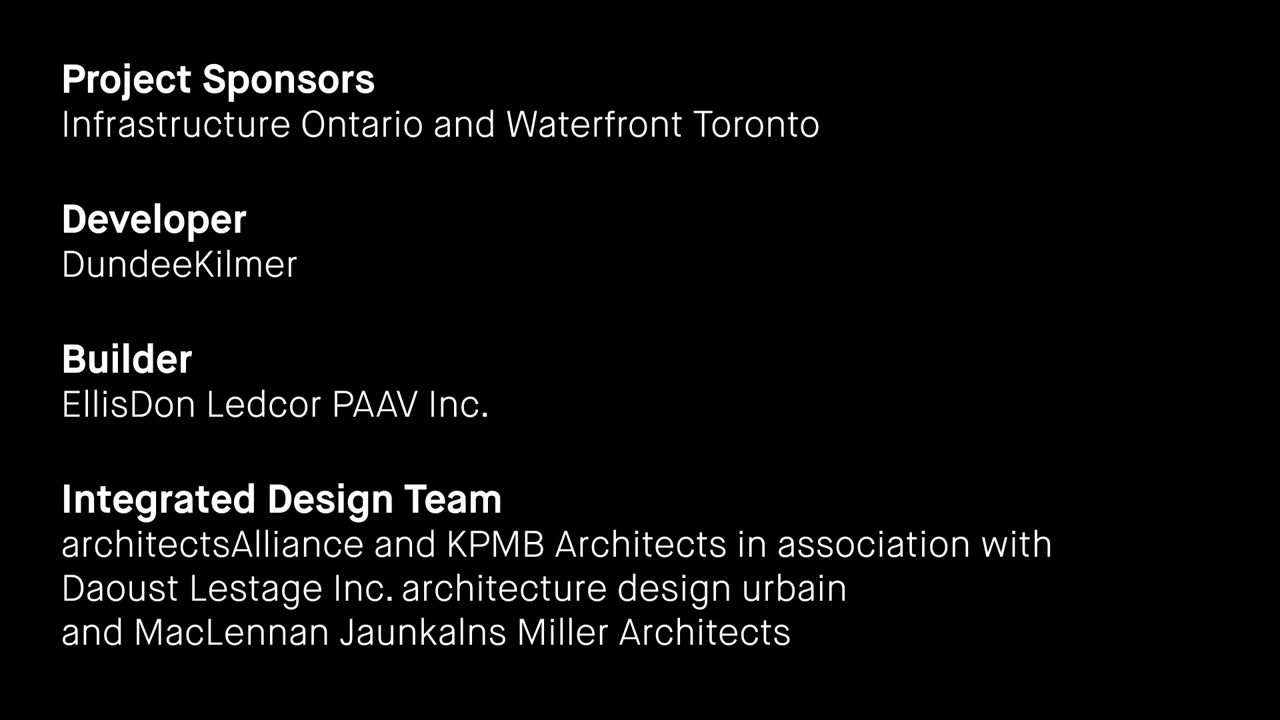 Project Sponsors
Infrastructure Ontario and Waterfront Toronto
Developer
DundeeKilmer
Builder
EllisDon Ledcor PAAV Inc.
Integrated Design Team
architectsAlliance and KPMB Architects in association with
Daoust Lestage Inc. architecture design urbain
and MacLennan Jaunkalns Miller Architects